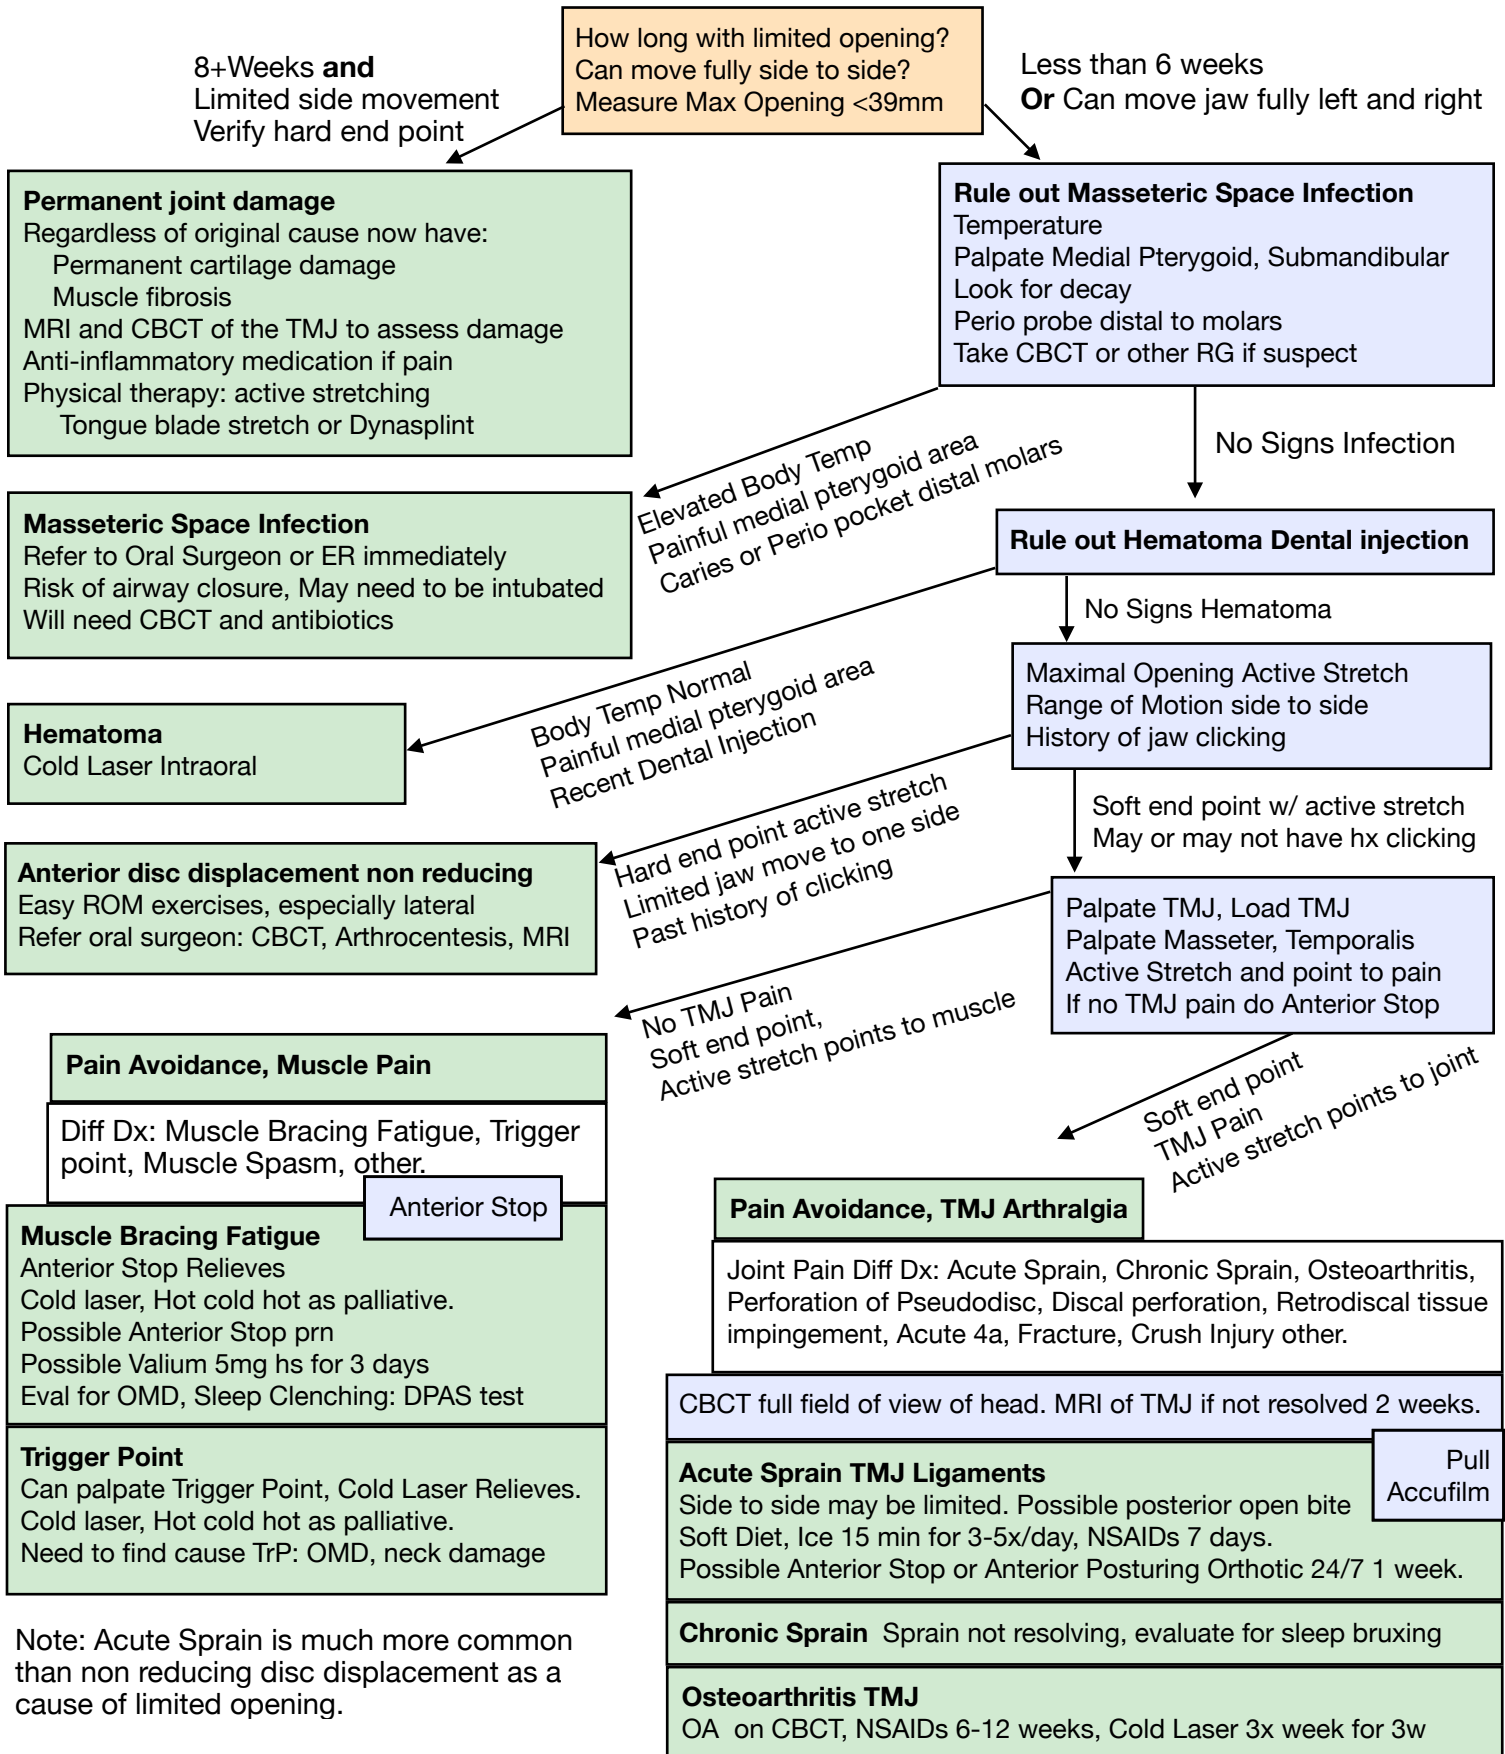 How long with limited opening?
Can move fully side to side?
Measure Max Opening <39mm
8+Weeks and
Limited side movement
Verify hard end point
Less than 6 weeks
Or Can move jaw fully left and right
Permanent joint damage
Regardless of original cause now have:
Permanent cartilage damage
Muscle fibrosis
MRI and CBCT of the TMJ to assess damage
Anti-inflammatory medication if pain
Physical therapy: active stretching
Tongue blade stretch or Dynasplint
Rule out Masseteric Space Infection
Temperature
Palpate Medial Pterygoid, Submandibular
Look for decay
Perio probe distal to molars
Take CBCT or other RG if suspect
Elevated Body Temp
Painful medial pterygoid area
Caries or Perio pocket distal molars
No Signs Infection
Masseteric Space Infection
Refer to Oral Surgeon or ER immediately
Risk of airway closure, May need to be intubated
Will need CBCT and antibiotics
Rule out Hematoma Dental injection
No Signs Hematoma
Body Temp Normal
Painful medial pterygoid area
Recent Dental Injection
Hematoma
Cold Laser Intraoral
Maximal Opening Active Stretch
Range of Motion side to side
History of jaw clicking
Hard end point active stretch
Limited jaw move to one side
Past history of clicking
Soft end point w/ active stretch
May or may not have hx clicking
Anterior disc displacement non reducing
Easy ROM exercises, especially lateral
Refer oral surgeon: CBCT, Arthrocentesis, MRI
Palpate TMJ, Load TMJ
Palpate Masseter, Temporalis
Active Stretch and point to pain
If no TMJ pain do Anterior Stop
No TMJ Pain
Soft end point,
Active stretch points to muscle
Soft end point
TMJ Pain
Active stretch points to joint
Pain Avoidance, Muscle Pain
Diff Dx: Muscle Bracing Fatigue, Trigger
point, Muscle Spasm, other.
Anterior Stop
Muscle Bracing Fatigue
Anterior Stop Relieves
Cold laser, Hot cold hot as palliative.
Possible Anterior Stop prn
Possible Valium 5mg hs for 3 days
Eval for OMD, Sleep Clenching: DPAS test
Trigger Point
Can palpate Trigger Point, Cold Laser Relieves.
Cold laser, Hot cold hot as palliative.
Need to find cause TrP: OMD, neck damage
Note: Acute Sprain is much more common
than non reducing disc displacement as a
cause of limited opening.
Pain Avoidance, TMJ Arthralgia
Joint Pain Diff Dx: Acute Sprain, Chronic Sprain, Osteoarthritis,
Perforation of Pseudodisc, Discal perforation, Retrodiscal tissue
impingement, Acute 4a, Fracture, Crush Injury other.
CBCT full field of view of head. MRI of TMJ if not resolved 2 weeks.
Pull
Accufilm
Acute Sprain TMJ Ligaments
Side to side may be limited. Possible posterior open bite
Soft Diet, Ice 15 min for 3-5x/day, NSAIDs 7 days.
Possible Anterior Stop or Anterior Posturing Orthotic 24/7 1 week.
Chronic Sprain Sprain not resolving, evaluate for sleep bruxing
Osteoarthritis TMJ
OA on CBCT, NSAIDs 6-12 weeks, Cold Laser 3x week for 3w